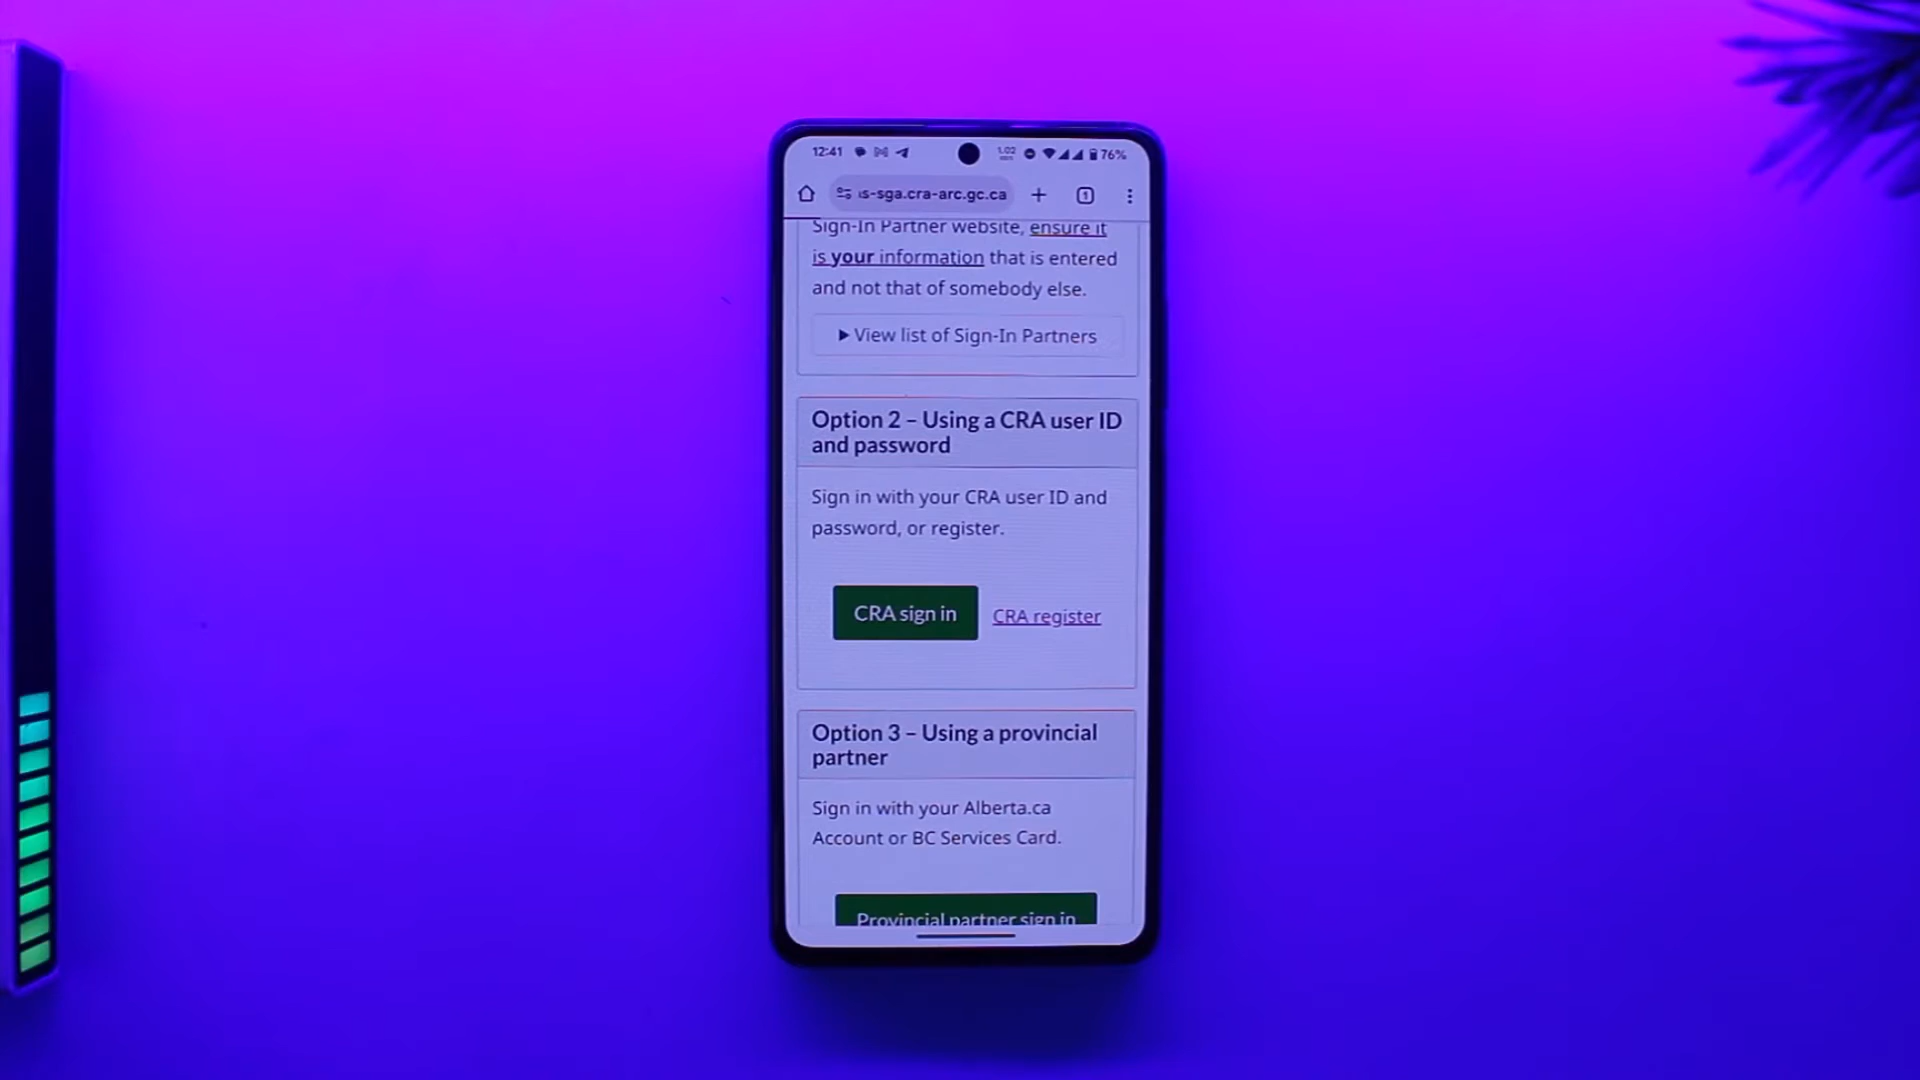 12:41
1.02
76%
ıs-sga.cra-arc.gc.ca
1
Sign-In Partner website, ensure it
is your information that is entered
and not that of somebody else.
▶ View list of Sign-In Partners
Option 2 – Using a CRA user ID
and password
Sign in with your CRA user ID and
password, or register.
CRA sign in
CRA register
Option 3 – Using a provincial
partner
Sign in with your Alberta.ca
Account or BC Services Card.
Provincial partner sign in